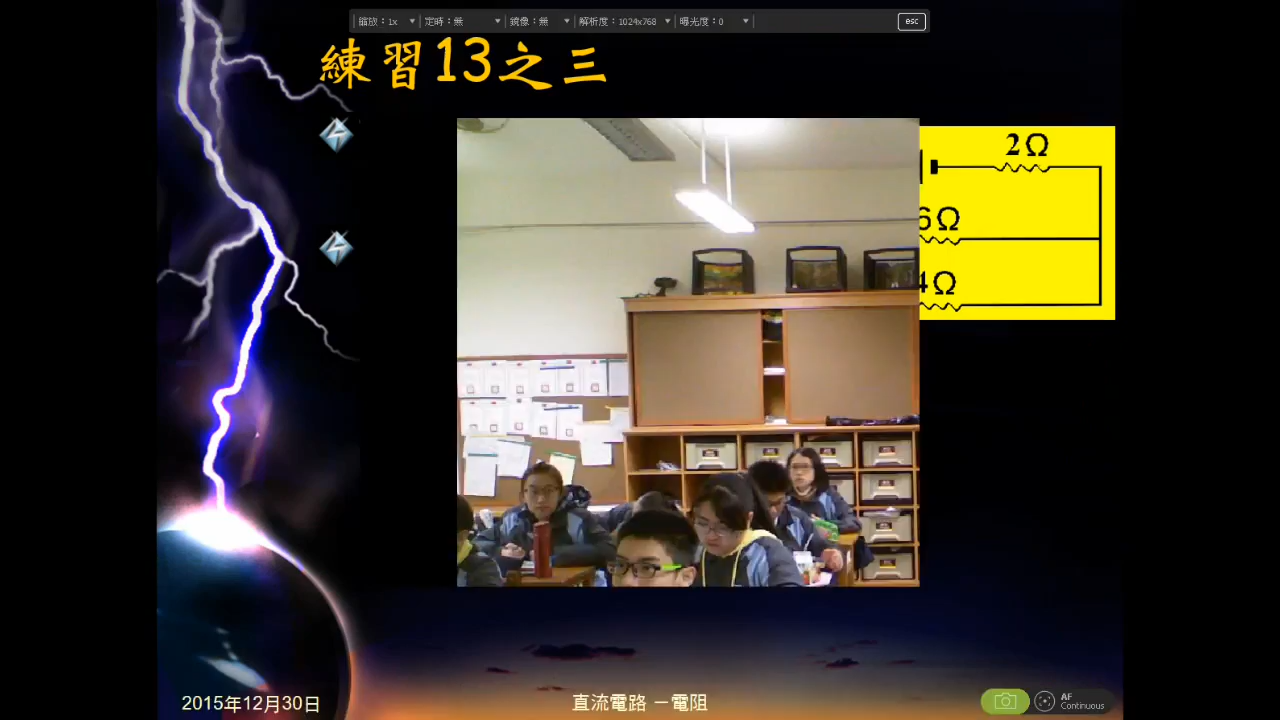 縮放：1x 定時：無 鏡像：無 解析度：1024x768 曝光度：0 esc
練習13之三
2Ω
6Ω
4Ω
2015年12月30日
直流電路 －電阻
AF
Continuous